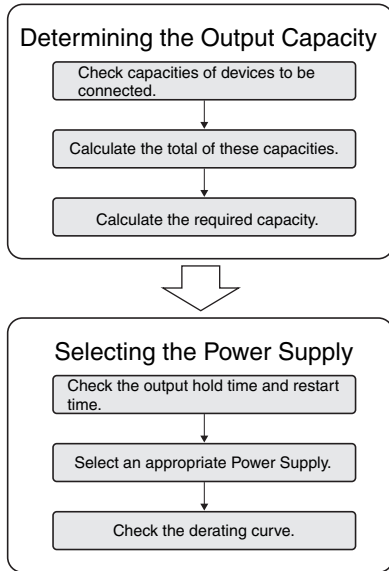 Determining the Output Capacity
Check capacities of devices to be
connected.
Calculate the total of these capacities.
Calculate the required capacity.
Selecting the Power Supply
Check the output hold time and restart
time.
Select an appropriate Power Supply.
Check the derating curve.